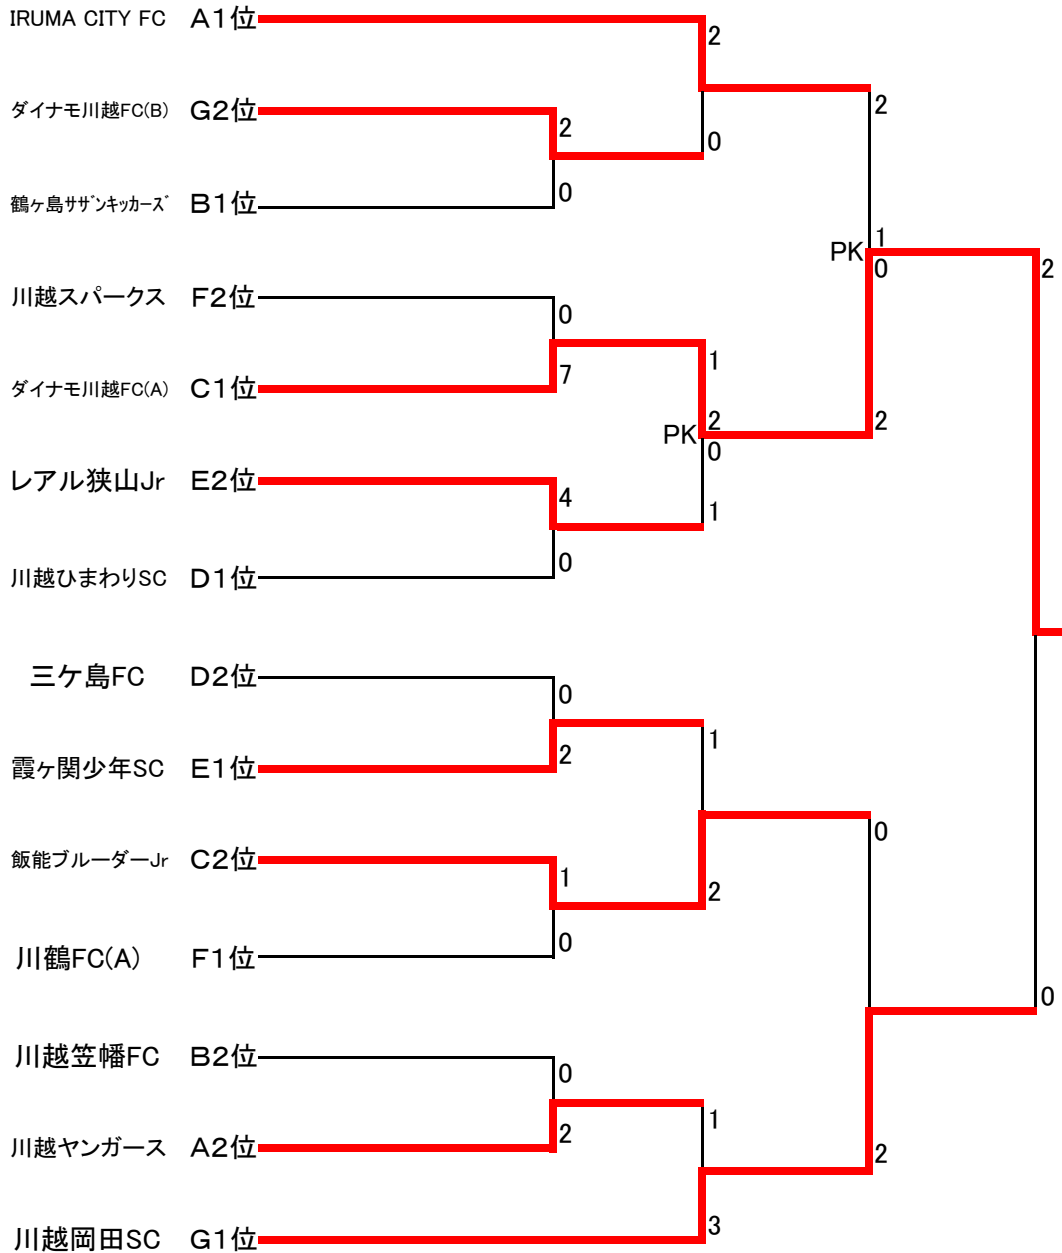 IRUMA CITY FC A1位
2
ダイナモ川越FC(B) G2位
2
2
0
鶴ヶ島サザンキッカーズ B1位
0
1
PK
0
2
川越スパークス F2位
0
1
ダイナモ川越FC(A) C1位
7
2
2
PK
0
レアル狭山Jr E2位
4
1
川越ひまわりSC D1位
0
三ケ島FC D2位
0
1
霞ヶ関少年SC E1位
2
0
飯能ブルーダーJr C2位
1
2
川鶴FC(A) F1位
0
0
川越笠幡FC B2位
0
1
川越ヤンガース A2位
2
2
川越岡田SC G1位
3